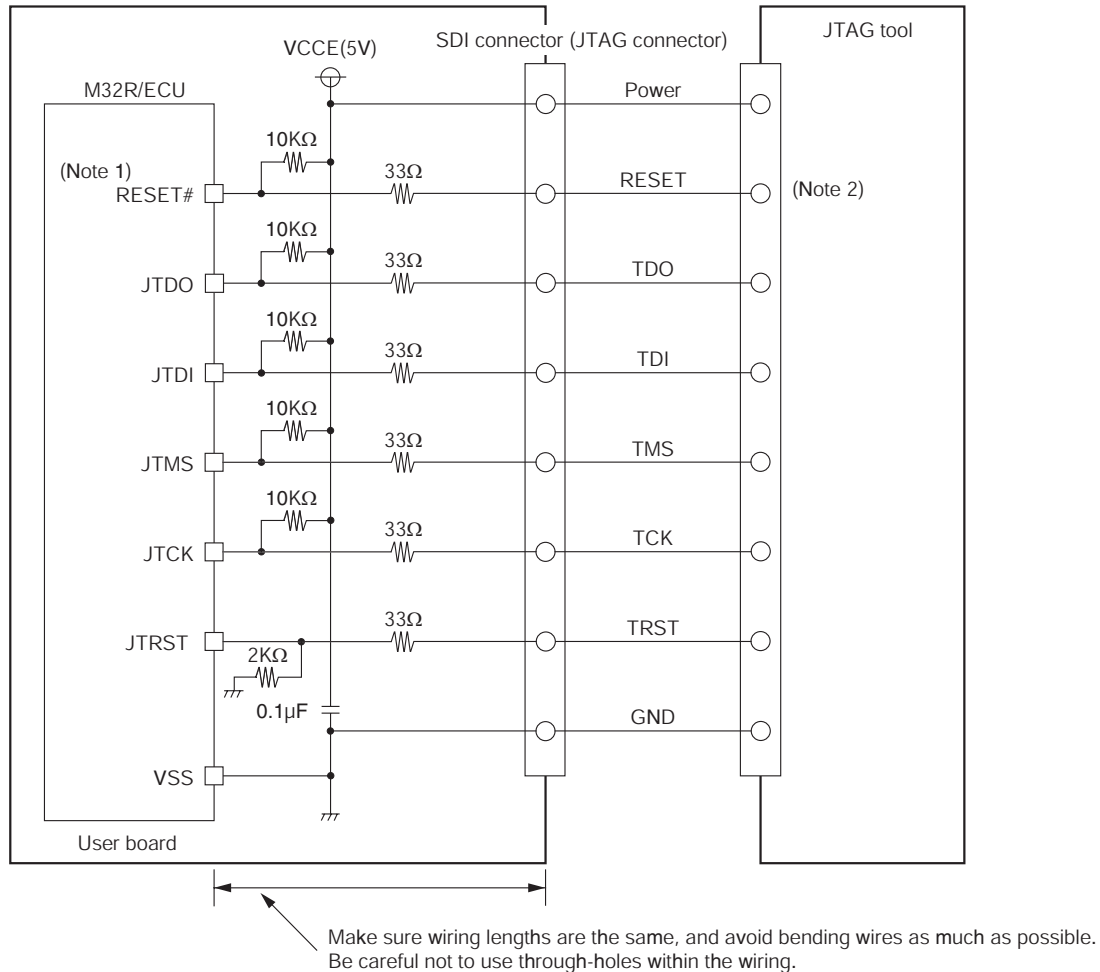 SDI connector (JTAG connector)
JTAG tool
VCCE(5V)
M32R/ECU
Power
10KΩ
(Note 1)
RESET#
33Ω
RESET
(Note 2)
10KΩ
JTDO
33Ω
TDO
10KΩ
JTDI
33Ω
TDI
10KΩ
JTMS
33Ω
TMS
10KΩ
JTCK
33Ω
TCK
JTRST
33Ω
TRST
2KΩ
0.1µF
GND
VSS
User board
Make sure wiring lengths are the same, and avoid bending wires as much as possible.
Be careful not to use through-holes within the wiring.